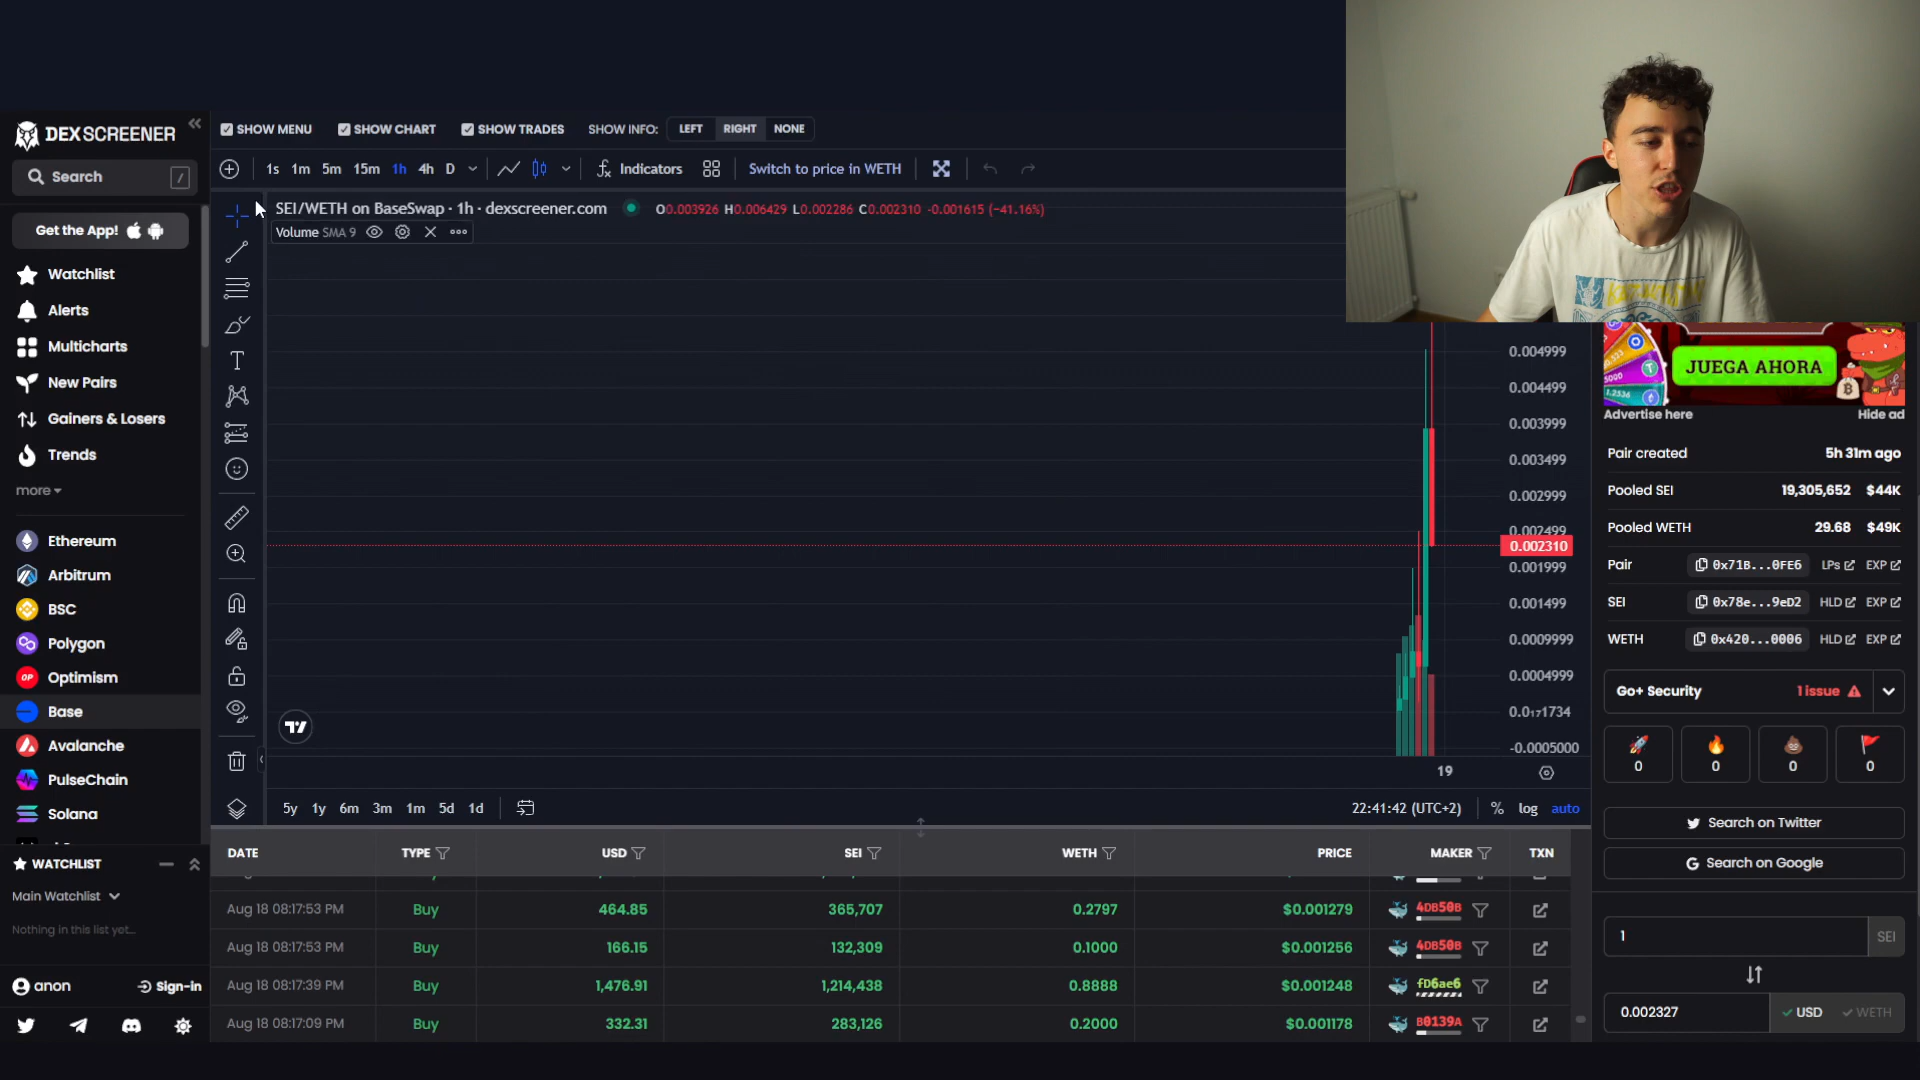 DEX SCREENER
Search
/
Get the App!
Watchlist
Alerts
Multicharts
New Pairs
Gainers & Losers
Trends
more
Ethereum
Arbitrum
BSC
Polygon
Optimism
Base
Avalanche
PulseChain
Solana
WATCHLIST
Main Watchlist
Nothing in this list yet...
anon
Sign-in
SHOW MENU
SHOW CHART
SHOW TRADES
SHOW INFO: LEFT RIGHT NONE
1s 1m 5m 15m 1h 4h D
Indicators
Switch to price in WETH
SEI/WETH on BaseSwap · 1h · dexscreener.com
O0.003926 H0.006429 L0.002286 C0.002310 -0.001615 (−41.16%)
Volume SMA 9
0.004999
0.004499
0.003999
0.003499
0.002999
0.002499
0.002310
0.001999
0.001499
0.0009999
0.0004999
0.0₁₇1734
-0.0005000
19
5y 1y 6m 3m 1m 5d 1d
22:41:42 (UTC+2) % log auto
DATE TYPE USD SEI WETH PRICE MAKER TXN
Aug 18 08:17:53 PM Buy 464.85 365,707 0.2797 $0.001279 4DB50B
Aug 18 08:17:53 PM Buy 166.15 132,309 0.1000 $0.001256 4DB50B
Aug 18 08:17:39 PM Buy 1,476.91 1,214,438 0.8888 $0.001248 fD6ae6
Aug 18 08:17:09 PM Buy 332.31 283,126 0.2000 $0.001178 B0139A
JUEGA AHORA
Advertise here
Hide ad
Pair created 5h 31m ago
Pooled SEI 19,305,652 $44K
Pooled WETH 29.68 $49K
Pair 0x71B...0FE6 LPs EXP
SEI 0x78e...9eD2 HLD EXP
WETH 0x420...0006 HLD EXP
Go+ Security 1 issue
0 0 0 0
Search on Twitter
Search on Google
1 SEI
0.002327 USD WETH